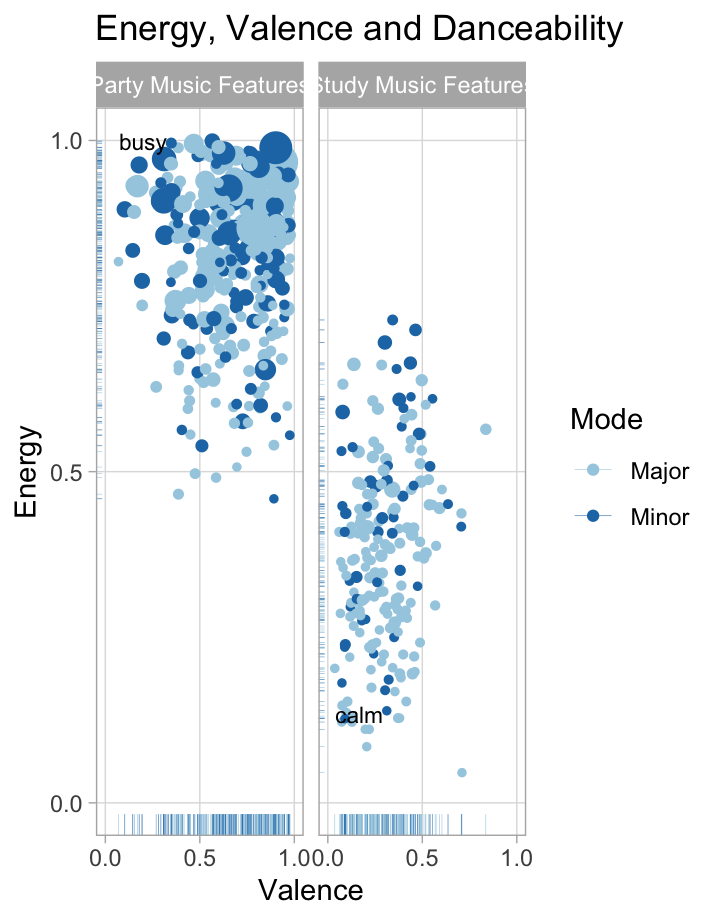 Energy, Valence and Danceability
Party Music Features
Study Music Features
busy
calm
1.0
0.5
0.0
Energy
0.0
0.5
1.0
0.0
0.5
1.0
Valence
Mode
Major
Minor